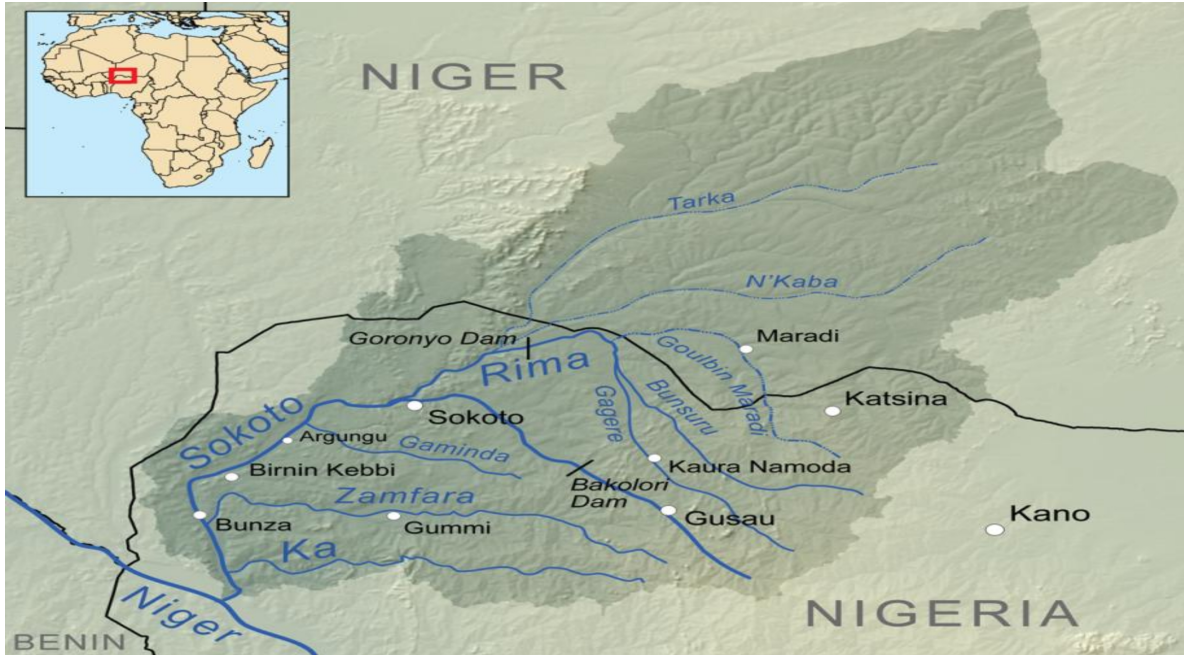 NIGER
Tarka
N'Kaba
Goronyo Dam
Rima
Maradi
Goulbin Maradi
Bunsuru
Gagere
Katsina
Sokoto
Sokoto
Argungu
Gaminda
Birnin Kebbi
Kaura Namoda
Bakolori
Dam
Zamfara
Bunza
Gummi
Gusau
Kano
Ka
Niger
NIGERIA
BENIN